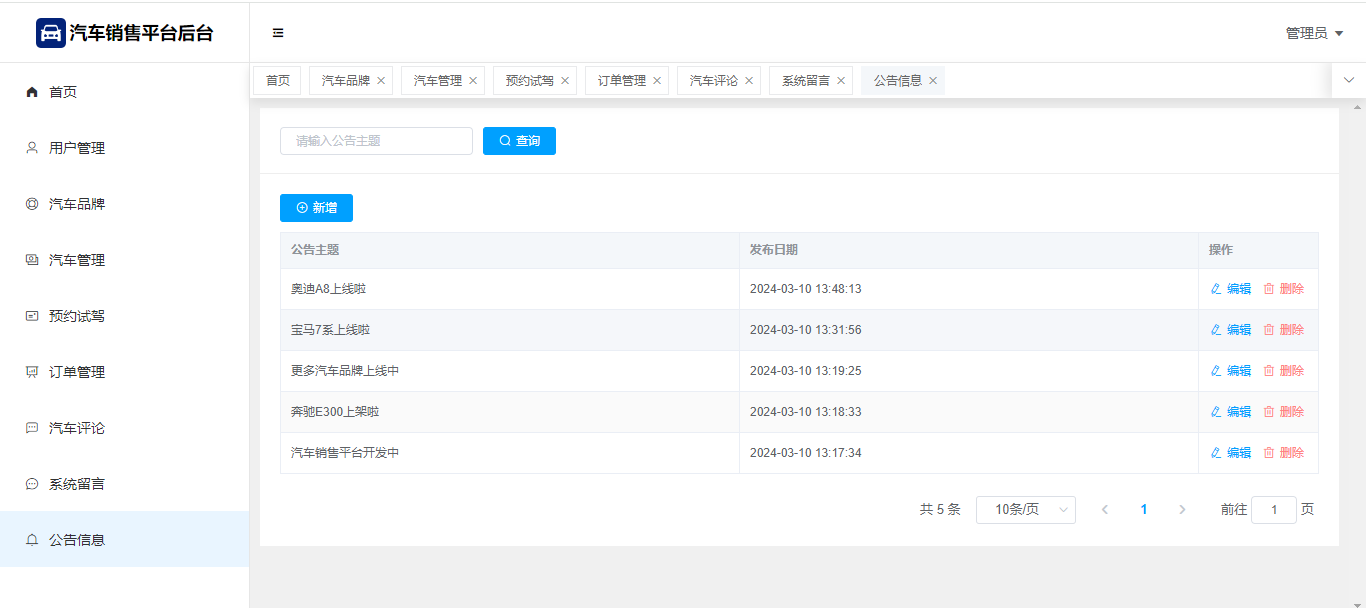 汽车销售平台后台
管理员
首页
用户管理
汽车品牌
汽车管理
预约试驾
订单管理
汽车评论
系统留言
公告信息
首页 汽车品牌 汽车管理 预约试驾 订单管理 汽车评论 系统留言 公告信息
请输入公告主题 查询
新增
公告主题 发布日期 操作
奥迪A8上线啦 2024-03-10 13:48:13 编辑 删除
宝马7系上线啦 2024-03-10 13:31:56 编辑 删除
更多汽车品牌上线中 2024-03-10 13:19:25 编辑 删除
奔驰E300上架啦 2024-03-10 13:18:33 编辑 删除
汽车销售平台开发中 2024-03-10 13:17:34 编辑 删除
共 5 条 10条/页 1 前往 1 页